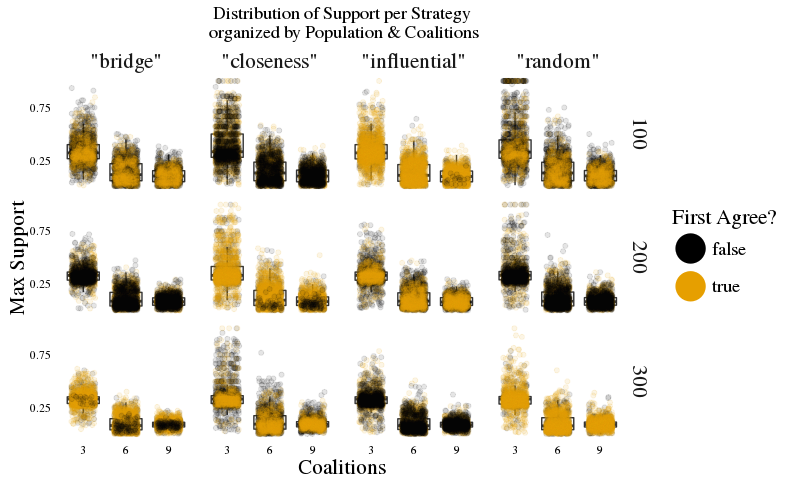 Distribution of Support per Strategy
organized by Population & Coalitions
"bridge" "closeness" "influential" "random"
0.75
0.25
100
0.75
0.25
200
0.75
0.25
300
Max Support
3 6 9 3 6 9 3 6 9 3 6 9
Coalitions
First Agree?
false
true